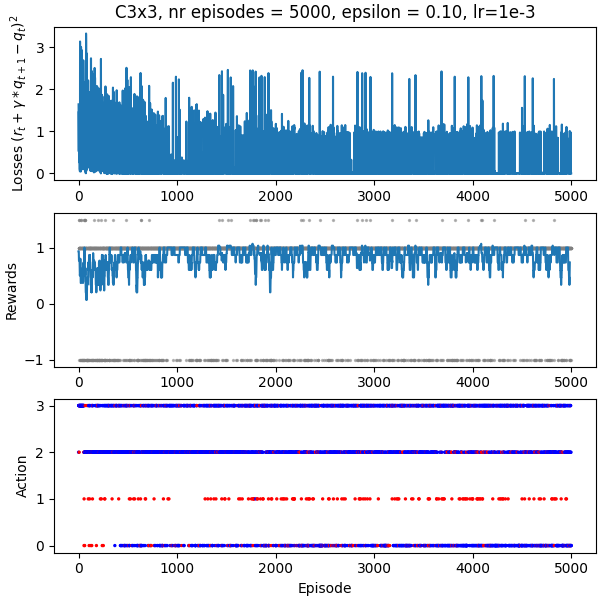 C3x3, nr episodes = 5000, epsilon = 0.10, lr=1e-3
Losses $(r_t + \gamma * q_{t+1} - q_t)^2$
3
2
1
0
0 1000 2000 3000 4000 5000
Rewards
1
0
−1
0 1000 2000 3000 4000 5000
Action
3
2
1
0
0 1000 2000 3000 4000 5000
Episode